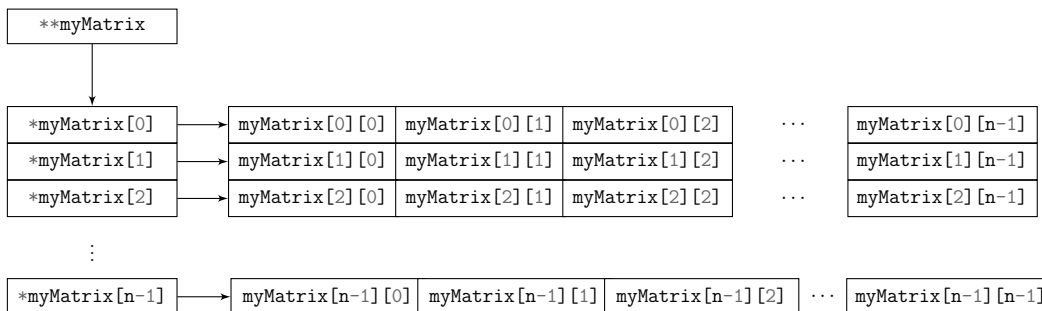 **myMatrix
*myMatrix[0] myMatrix[0][0] myMatrix[0][1] myMatrix[0][2] ··· myMatrix[0][n-1]
*myMatrix[1] myMatrix[1][0] myMatrix[1][1] myMatrix[1][2] ··· myMatrix[1][n-1]
*myMatrix[2] myMatrix[2][0] myMatrix[2][1] myMatrix[2][2] ··· myMatrix[2][n-1]
⋮
*myMatrix[n-1] myMatrix[n-1][0] myMatrix[n-1][1] myMatrix[n-1][2] ··· myMatrix[n-1][n-1]